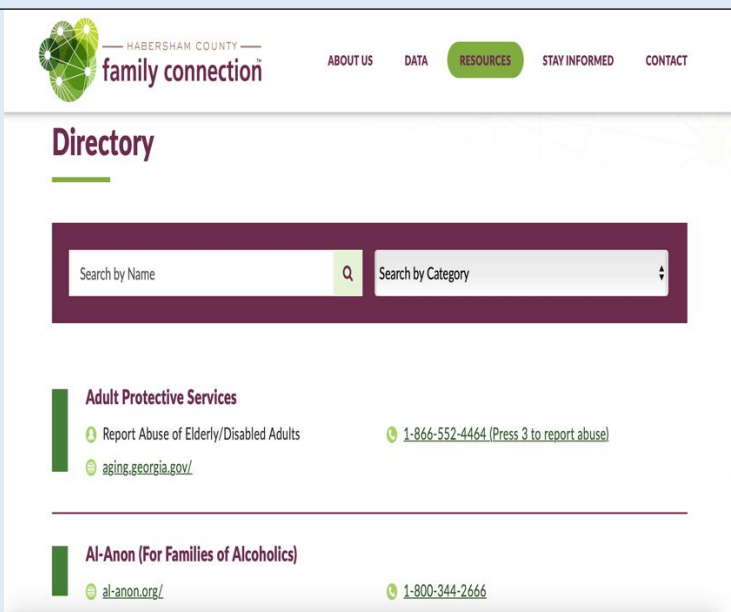 HABERSHAM COUNTY
family connection
ABOUT US
DATA
RESOURCES
STAY INFORMED
CONTACT
Directory
Search by Name
Search by Category
Adult Protective Services
Report Abuse of Elderly/Disabled Adults
1-866-552-4464 (Press 3 to report abuse)
aging.georgia.gov/
Al-Anon (For Families of Alcoholics)
al-anon.org/
1-800-344-2666